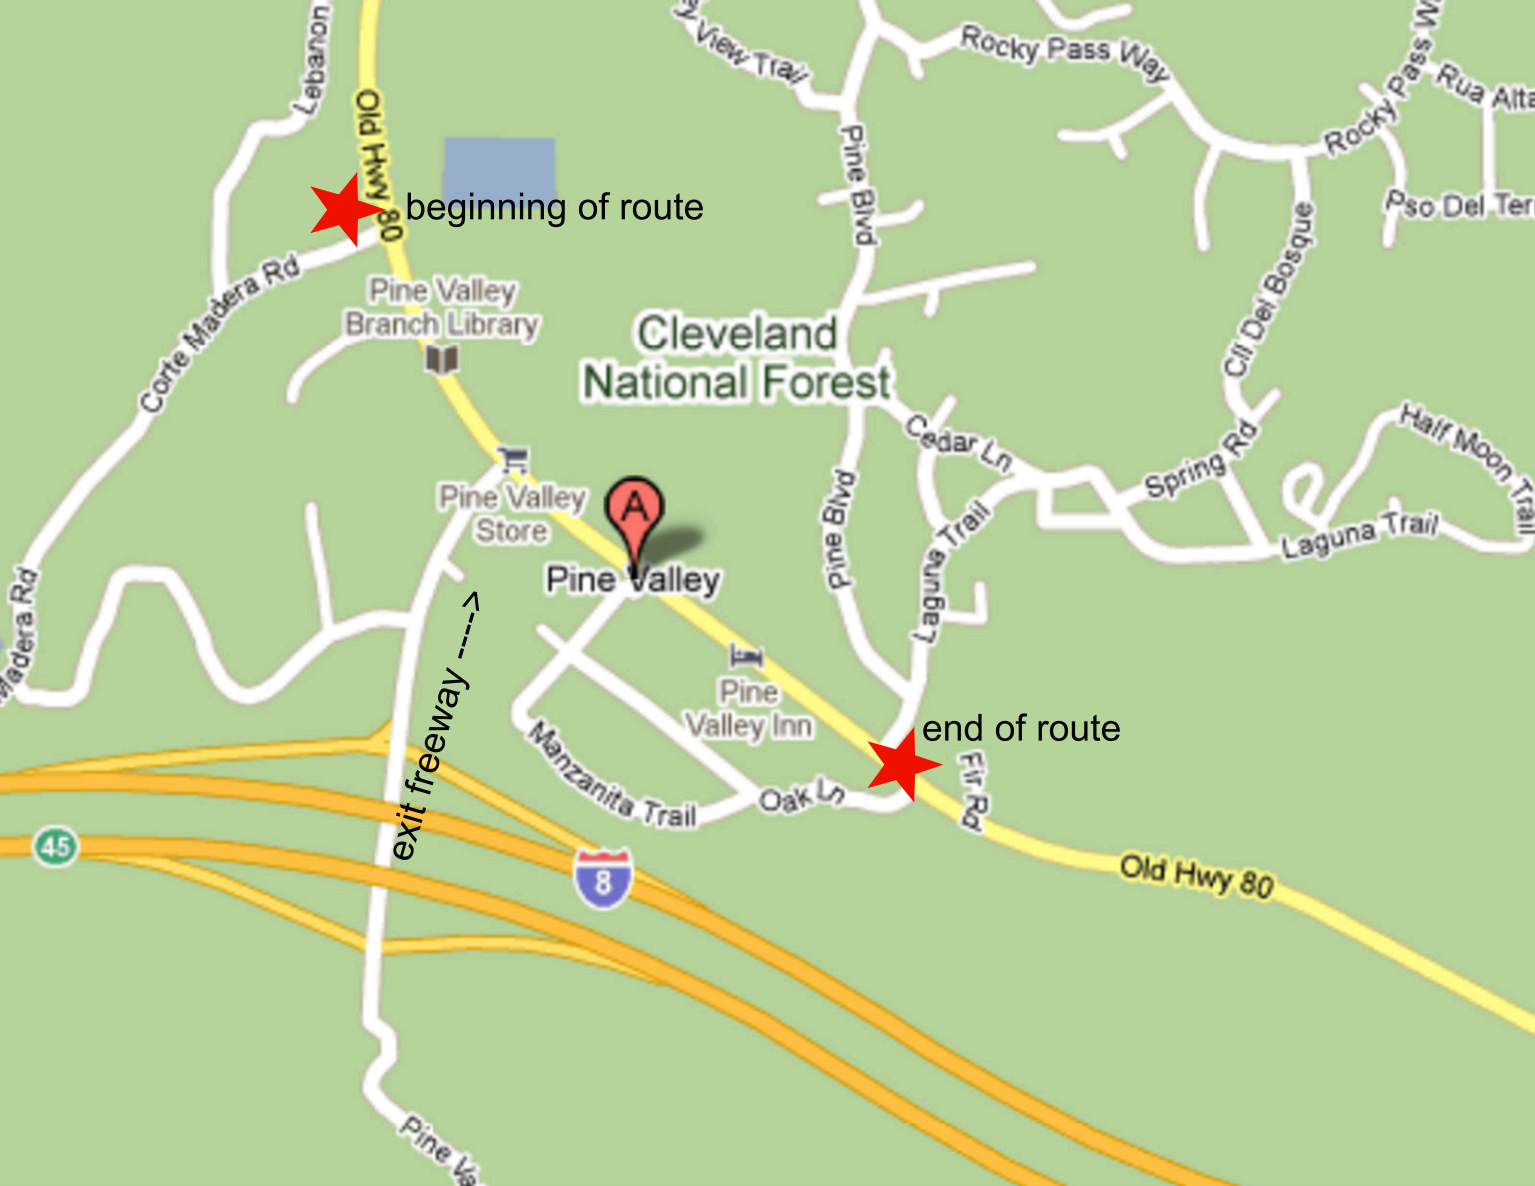 Lebanon
Old Hwy 80
y View Trail
Rocky Pass Way
Rocky Pass W
Rua Alta
Pine Blvd
beginning of route
Pso Del Terr
Corte Madera Rd
Pine Valley
Branch Library
Cleveland
National Forest
Cll Del Bosque
Cedar Ln
Spring Rd
Half Moon Trail
Pine Valley
Store
A
Pine Blvd
Laguna Trail
Laguna Trail
Pine Valley
Madera Rd
exit freeway ----->
Pine
Valley Inn
end of route
Manzanita Trail
Oak Ln
Fir Rd
45
8
Old Hwy 80
Pine Va